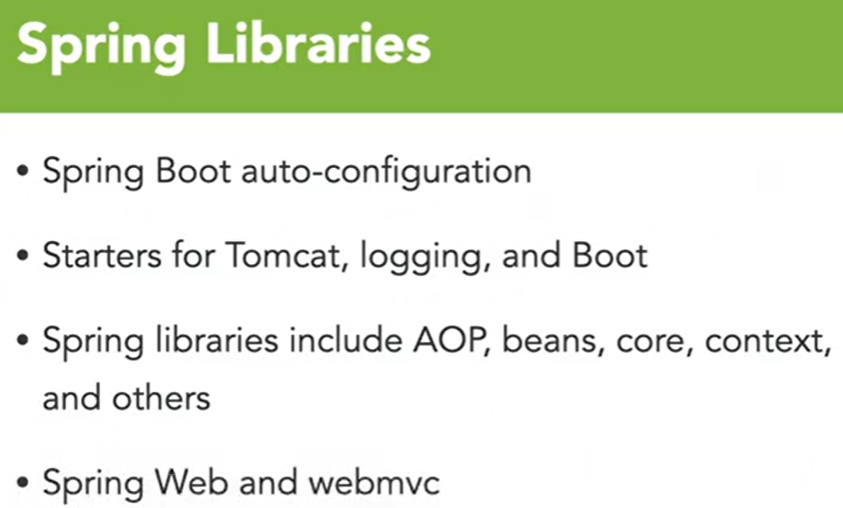 Spring Libraries
• Spring Boot auto-configuration
• Starters for Tomcat, logging, and Boot
• Spring libraries include AOP, beans, core, context,
and others
• Spring Web and webmvc